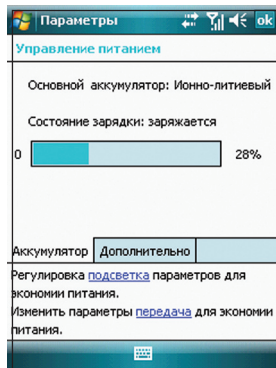 Параметры ok
Управление питанием
Основной аккумулятор: Ионно-литиевый
Состояние зарядки: заряжается
0 28%
Аккумулятор Дополнительно
Регулировка подсветка параметров для
экономии питания.
Изменить параметры передача для экономии
питания.